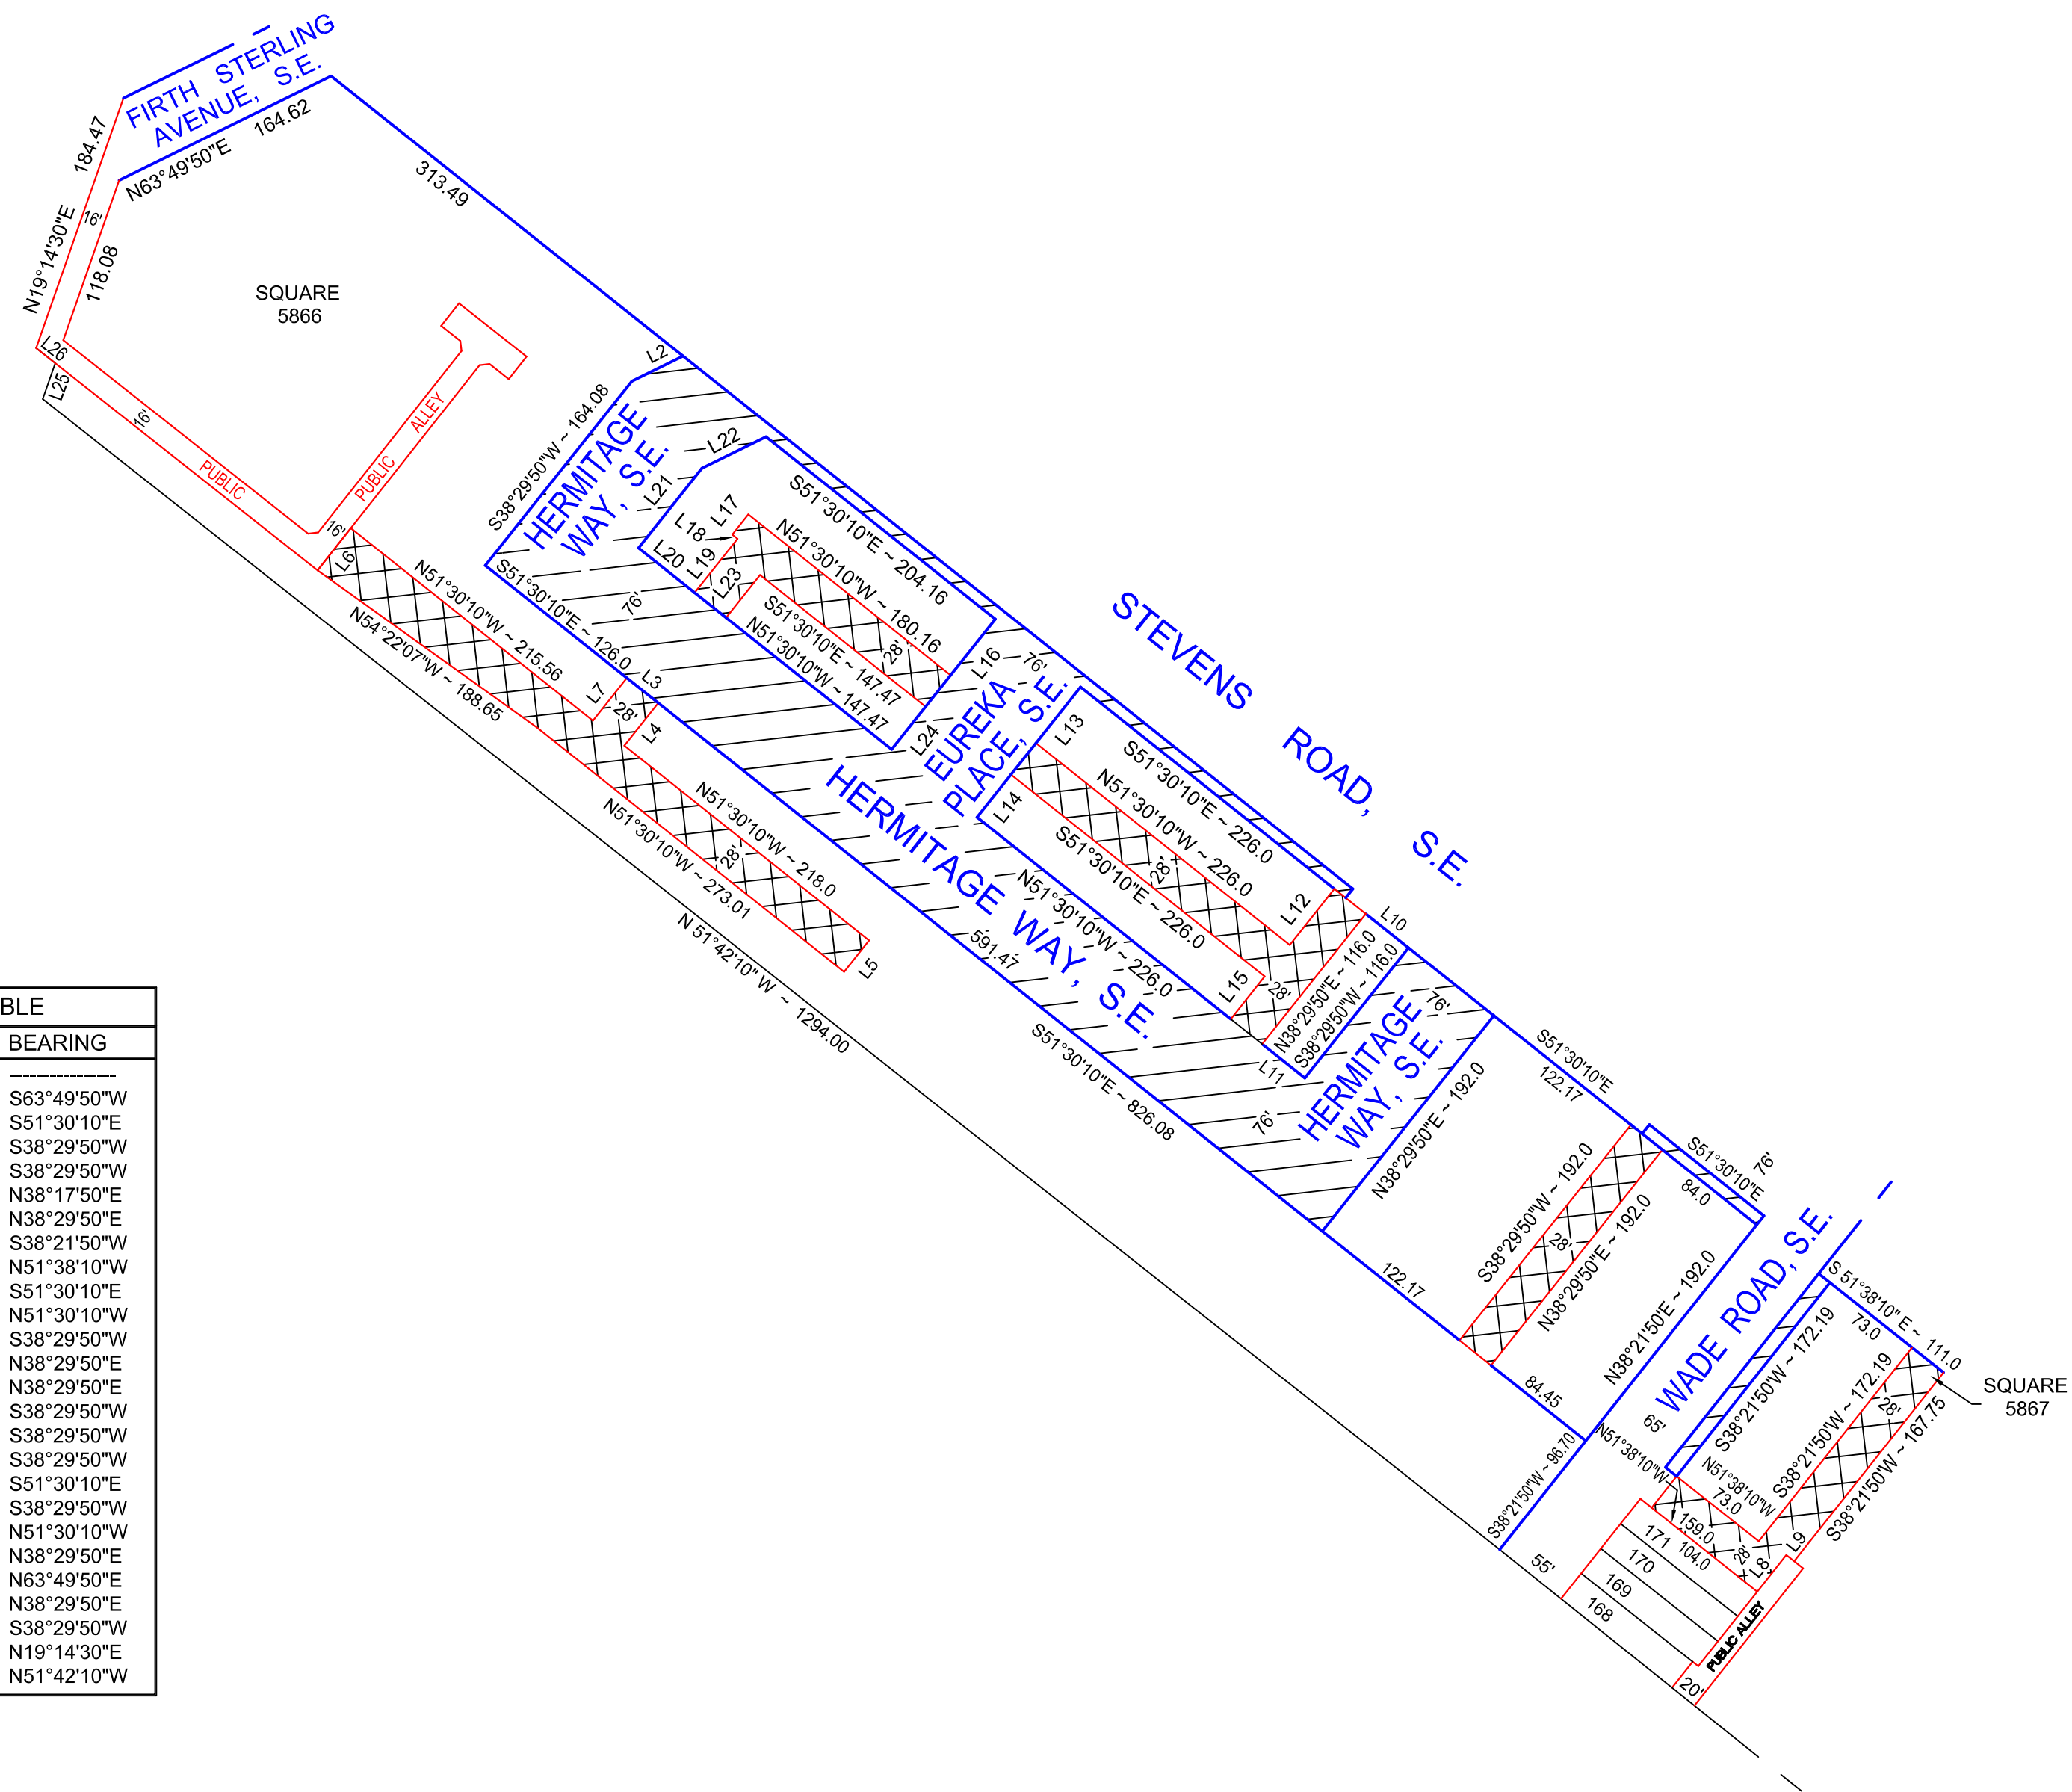 FIRTH STERLING
AVENUE, S.E.
184.47
N63°49'50"E 164.62
N19°14'30"E
16'
118.08
313.49
SQUARE
5866
L26
L25
16'
PUBLIC
PUBLIC ALLEY
16'
L6
L2
S38°29'50"W ~ 164.08
HERMITAGE
WAY, S.E.
L22
L21
L20
L17
L18
L19
L23
S51°30'10"E ~ 204.16
N51°30'10"W ~ 180.16
S51°30'10"E ~ 147.47
N51°30'10"W ~ 147.47
28'
L16
L24
76'
EUREKA
PLACE, S.E.
STEVENS ROAD, S.E.
S51°30'10"E ~ 126.0
76'
L3
N51°30'10"W ~ 215.56
L7
28'
L4
N54°22'07"W ~ 188.65
N51°30'10"W ~ 218.0
28'
N51°30'10"W ~ 273.01
L5
HERMITAGE WAY, S.E.
591.47
S51°30'10"E ~ 826.08
N 51°42'10" W ~ 1294.00
L13
L14
S51°30'10"E ~ 226.0
N51°30'10"W ~ 226.0
28'
S51°30'10"E ~ 226.0
N51°30'10"W ~ 226.0
L12
L15
28'
L10
N38°29'50"E ~ 116.0
S38°29'50"W ~ 116.0
L11
76'
HERMITAGE
WAY, S.E.
76'
N38°29'50"E ~ 192.0
S51°30'10"E
122.17
122.17
S38°29'50"W ~ 192.0
28'
N38°29'50"E ~ 192.0
S51°30'10"E
84.0
76'
N38°21'50'E ~ 192.0
84.45
WADE ROAD, S.E.
65'
S38°21'50"W ~ 96.70
55'
S 51°38'10" E ~ 111.0
73.0
S38°21'50"W ~ 172.19
S38°21'50"W ~ 172.19
28'
S38°21'50"W ~ 167.75
SQUARE
5867
N51°38'10"W
N51°38'10"W
73.0
159.0
104.0
28'
L8
L9
171
170
169
168
PUBLIC ALLEY
20'
BLE
BEARING
----------------
S63°49'50"W
S51°30'10"E
S38°29'50"W
S38°29'50"W
N38°17'50"E
N38°29'50"E
S38°21'50"W
N51°38'10"W
S51°30'10"E
N51°30'10"W
S38°29'50"W
N38°29'50"E
N38°29'50"E
S38°29'50"W
S38°29'50"W
S38°29'50"W
S51°30'10"E
S38°29'50"W
N51°30'10"W
N38°29'50"E
N63°49'50"E
N38°29'50"E
S38°29'50"W
N19°14'30"E
N51°42'10"W